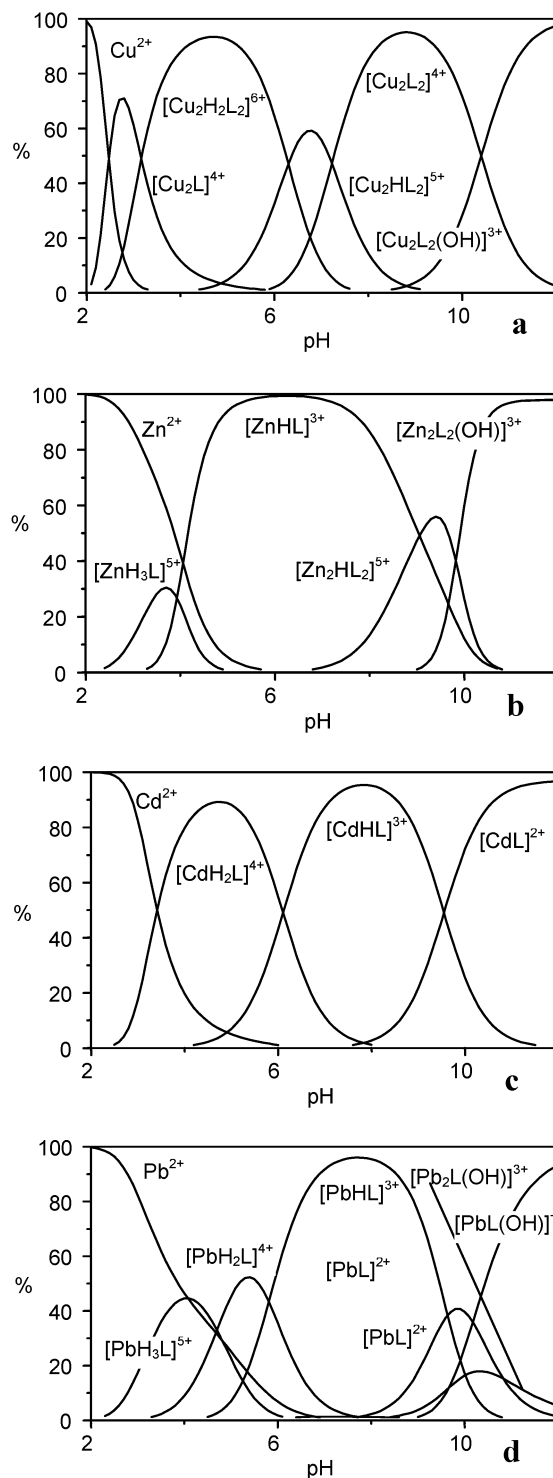 100
Cu²⁺
[Cu₂H₂L₂]⁶⁺
[Cu₂L₂]⁴⁺
80
60
%
[Cu₂L]⁴⁺
[Cu₂HL₂]⁵⁺
40
[Cu₂L₂(OH)]³⁺
20
0
2 6 10
pH
a
100
Zn²⁺
[ZnHL]³⁺
[Zn₂L₂(OH)]³⁺
80
60
%
[ZnH₃L]⁵⁺
[Zn₂HL₂]⁵⁺
40
20
0
2 6 10
pH
b
100
Cd²⁺
[CdHL]³⁺
[CdL]²⁺
80
[CdH₂L]⁴⁺
60
%
40
20
0
2 6 10
pH
c
100
Pb²⁺
[PbHL]³⁺
[Pb₂L(OH)]³⁺
80
[PbL(OH)]⁺
[PbH₂L]⁴⁺
[PbL]²⁺
60
%
40
[PbH₃L]⁵⁺
[PbL]²⁺
20
0
2 6 10
pH
d